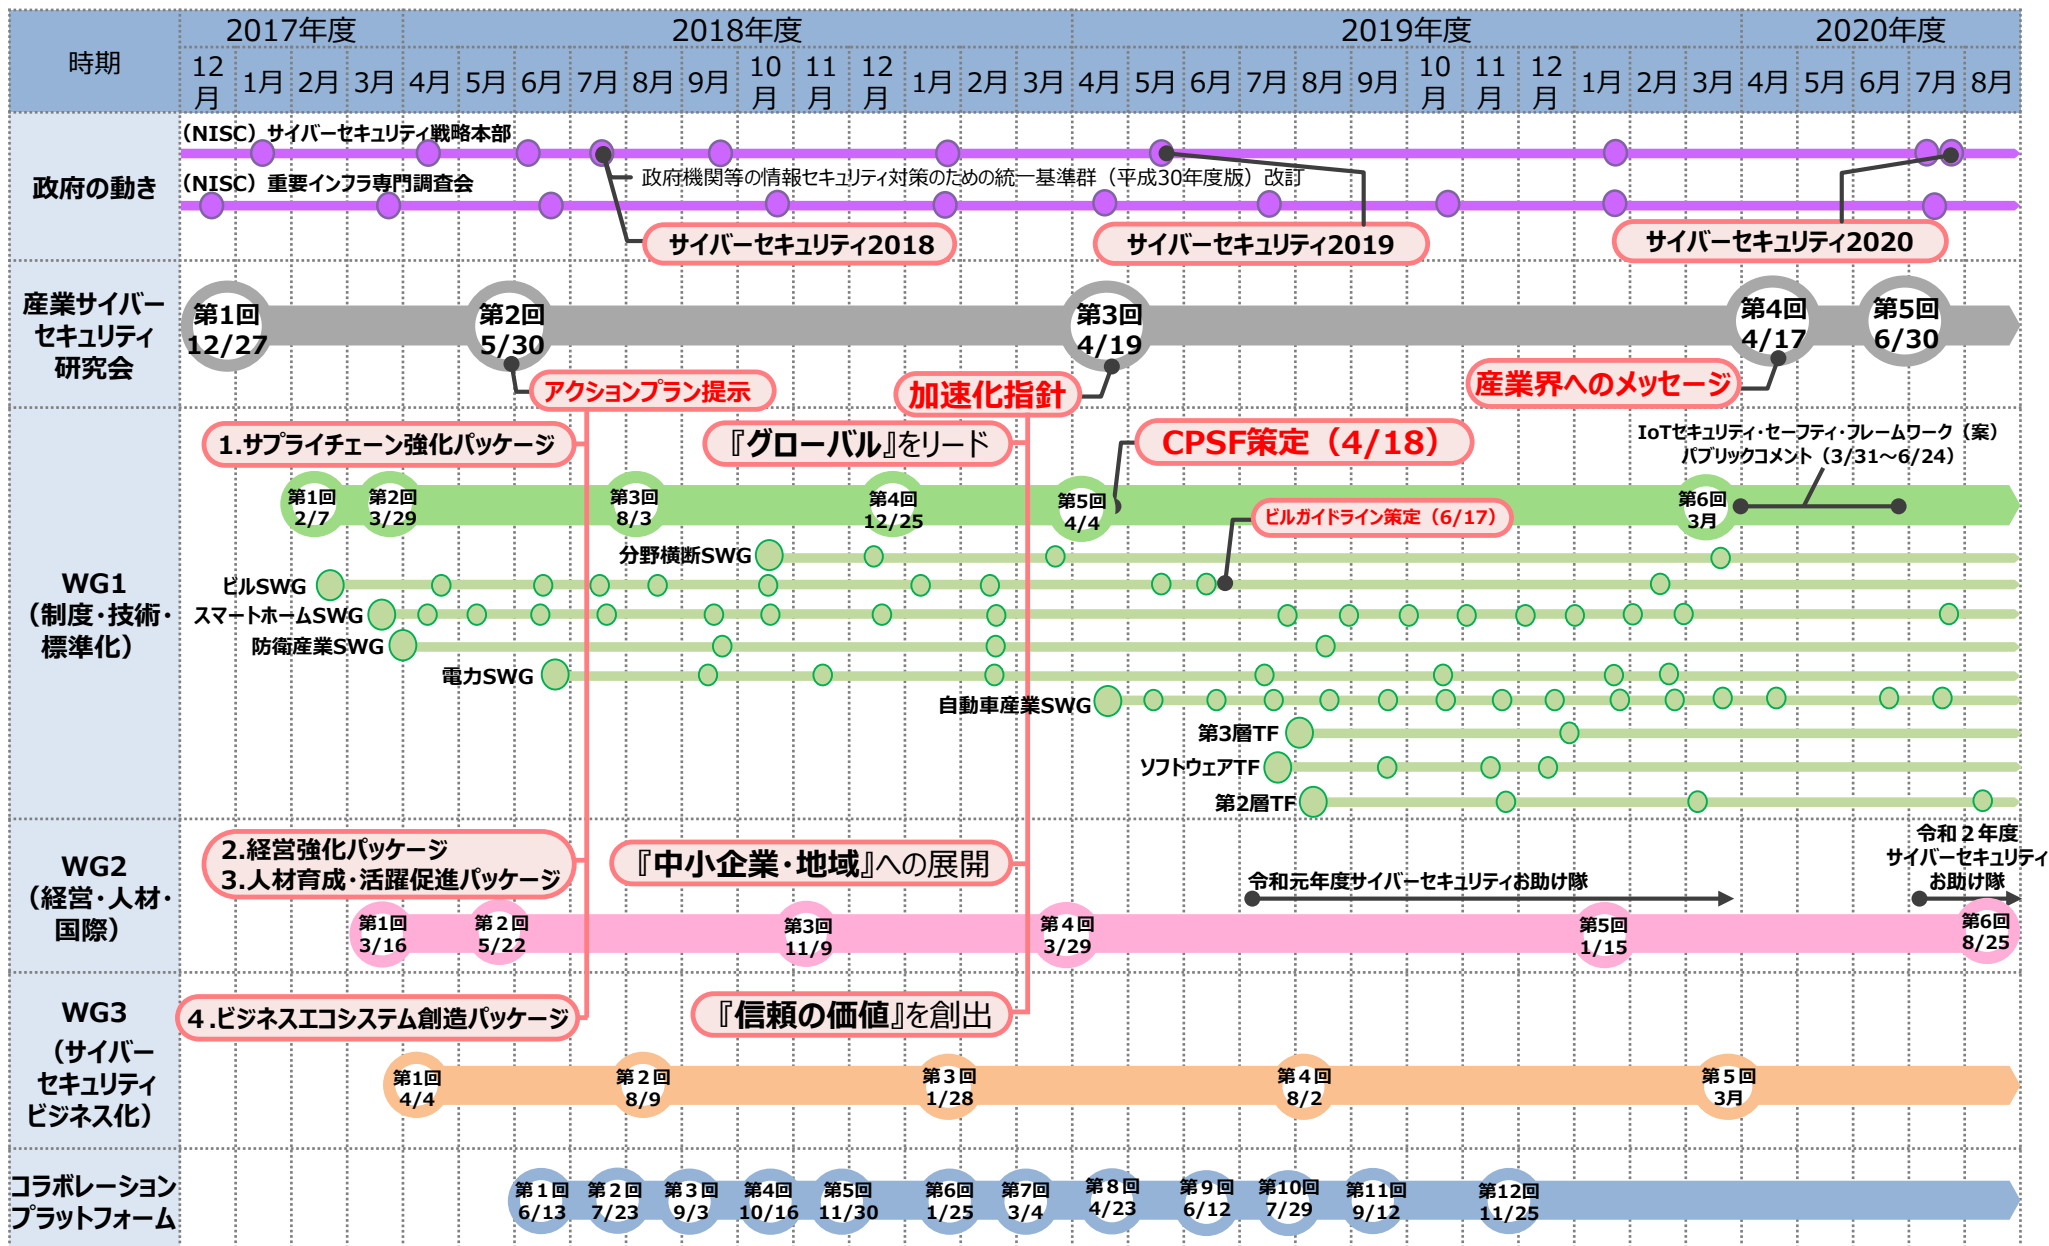 時期
2017年度
2018年度
2019年度
2020年度
12月
1月
2月
3月
4月
5月
6月
7月
8月
9月
10月
11月
12月
1月
2月
3月
4月
5月
6月
7月
8月
9月
10月
11月
12月
1月
2月
3月
4月
5月
6月
7月
8月
政府の動き
（NISC）サイバーセキュリティ戦略本部
政府機関等の情報セキュリティ対策のための統一基準群（平成30年度版）改訂
（NISC）重要インフラ専門調査会
サイバーセキュリティ2018
サイバーセキュリティ2019
サイバーセキュリティ2020
産業サイバー
セキュリティ
研究会
第1回
12/27
第2回
5/30
第3回
4/19
第4回
4/17
第5回
6/30
アクションプラン提示
加速化指針
産業界へのメッセージ
WG1
（制度・技術・
標準化）
1.サプライチェーン強化パッケージ
『グローバル』をリード
CPSF策定（4/18）
IoTセキュリティ・セーフティ・フレームワーク（案）
パブリックコメント（3/31～6/24）
第1回
2/7
第2回
3/29
第3回
8/3
第4回
12/25
第5回
4/4
第6回
3月
ビルガイドライン策定（6/17）
分野横断SWG
ビルSWG
スマートホームSWG
防衛産業SWG
電力SWG
自動車産業SWG
第3層TF
ソフトウェアTF
第2層TF
WG2
（経営・人材・
国際）
2.経営強化パッケージ
3.人材育成・活躍促進パッケージ
『中小企業・地域』への展開
令和元年度サイバーセキュリティお助け隊
令和２年度
サイバーセキュリティ
お助け隊
第1回
3/16
第２回
5/22
第3回
11/9
第４回
3/29
第5回
1/15
第6回
8/25
WG3
（サイバー
セキュリティ
ビジネス化）
４.ビジネスエコシステム創造パッケージ
『信頼の価値』を創出
第1回
4/4
第２回
8/9
第３回
1/28
第４回
8/2
第５回
3月
コラボレーション
プラットフォーム
第１回
6/13
第２回
7/23
第３回
9/3
第4回
10/16
第5回
11/30
第6回
1/25
第7回
3/4
第８回
4/23
第９回
6/12
第10回
7/29
第11回
9/12
第12回
11/25